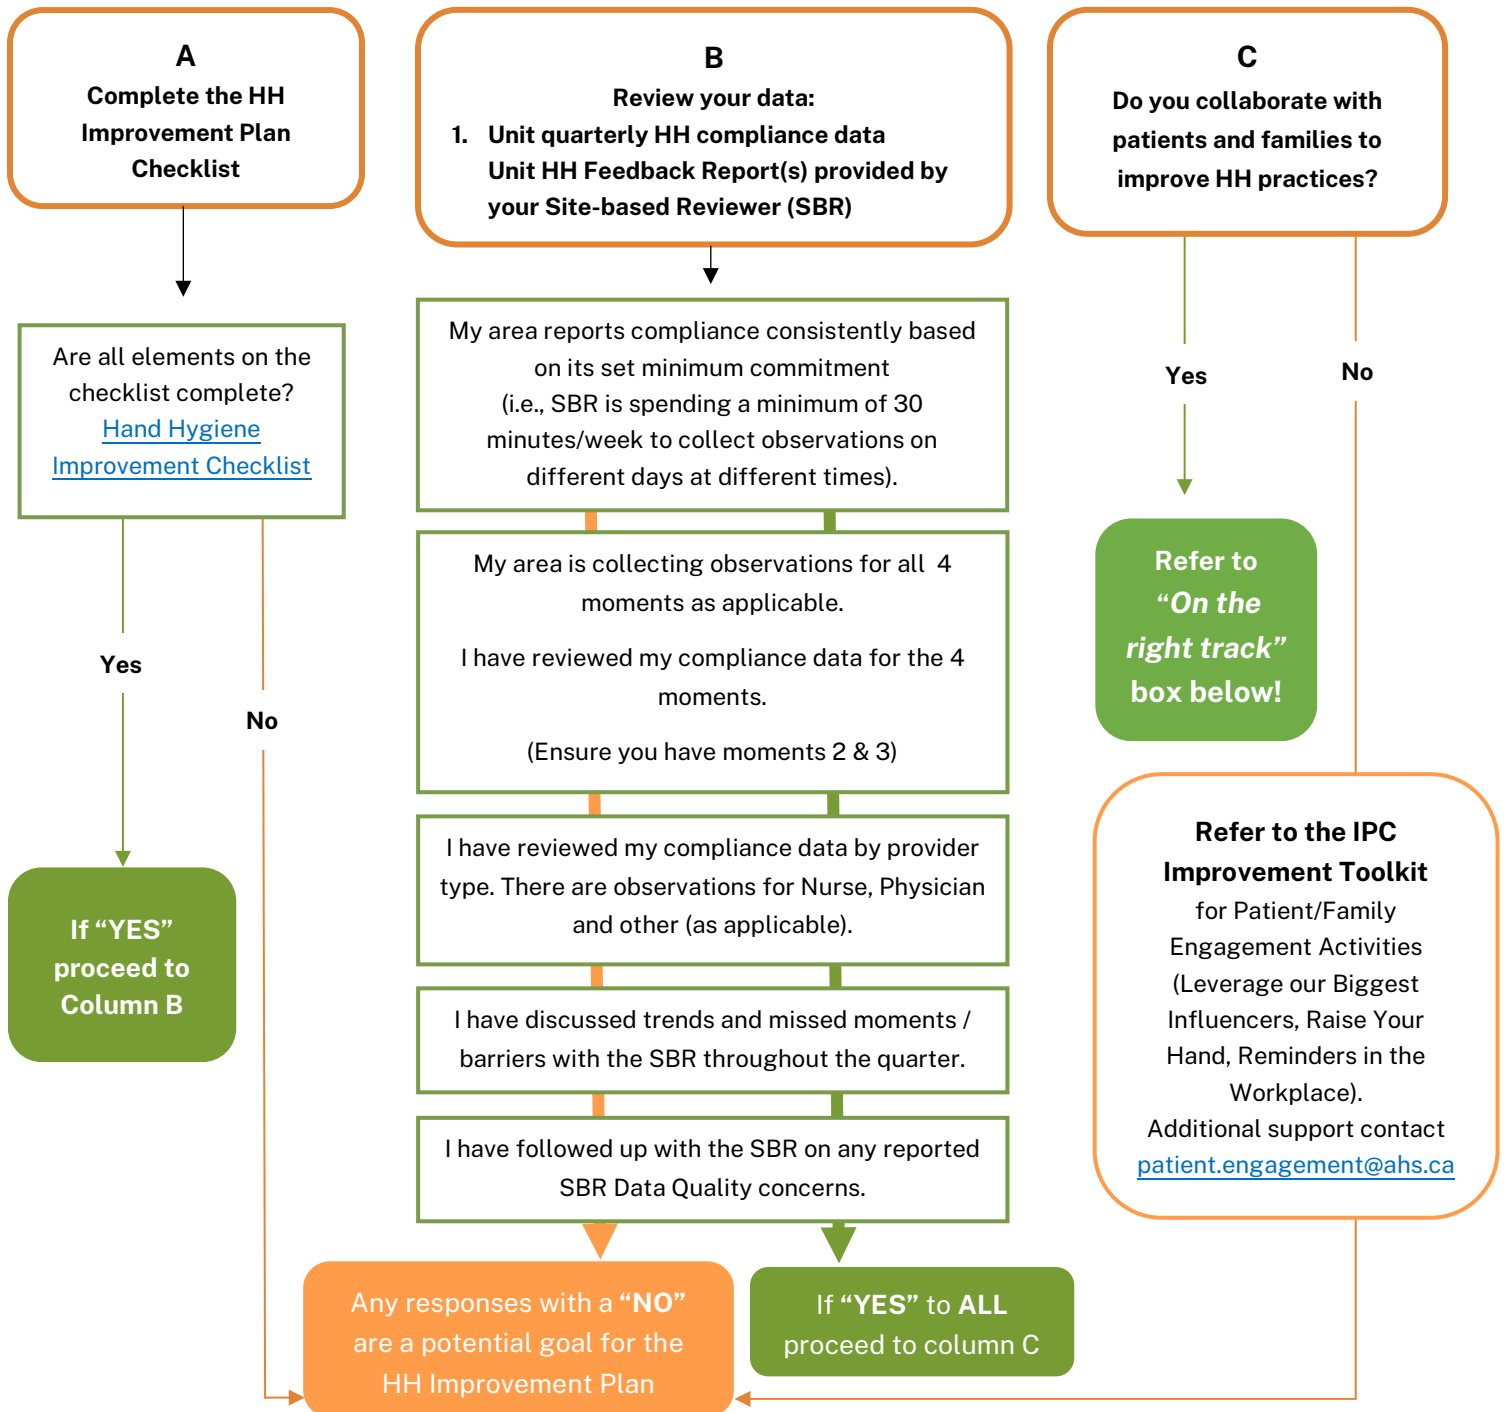 A
Complete the HH
Improvement Plan
Checklist
Are all elements on the
checklist complete?
Hand Hygiene
Improvement Checklist
Yes
No
If “YES”
proceed to
Column B
B
Review your data:
1. Unit quarterly HH compliance data
Unit HH Feedback Report(s) provided by
your Site-based Reviewer (SBR)
My area reports compliance consistently based
on its set minimum commitment
(i.e., SBR is spending a minimum of 30
minutes/week to collect observations on
different days at different times).
My area is collecting observations for all  4
moments as applicable.
I have reviewed my compliance data for the 4
moments.
(Ensure you have moments 2 & 3)
I have reviewed my compliance data by provider
type. There are observations for Nurse, Physician
and other (as applicable).
I have discussed trends and missed moments /
barriers with the SBR throughout the quarter.
I have followed up with the SBR on any reported
SBR Data Quality concerns.
Any responses with a “NO”
are a potential goal for the
HH Improvement Plan
If “YES” to ALL
proceed to column C
C
Do you collaborate with
patients and families to
improve HH practices?
Yes
No
Refer to
“On the
right track”
box below!
Refer to the IPC
Improvement Toolkit
for Patient/Family
Engagement Activities
(Leverage our Biggest
Influencers, Raise Your
Hand, Reminders in the
Workplace).
Additional support contact
patient.engagement@ahs.ca